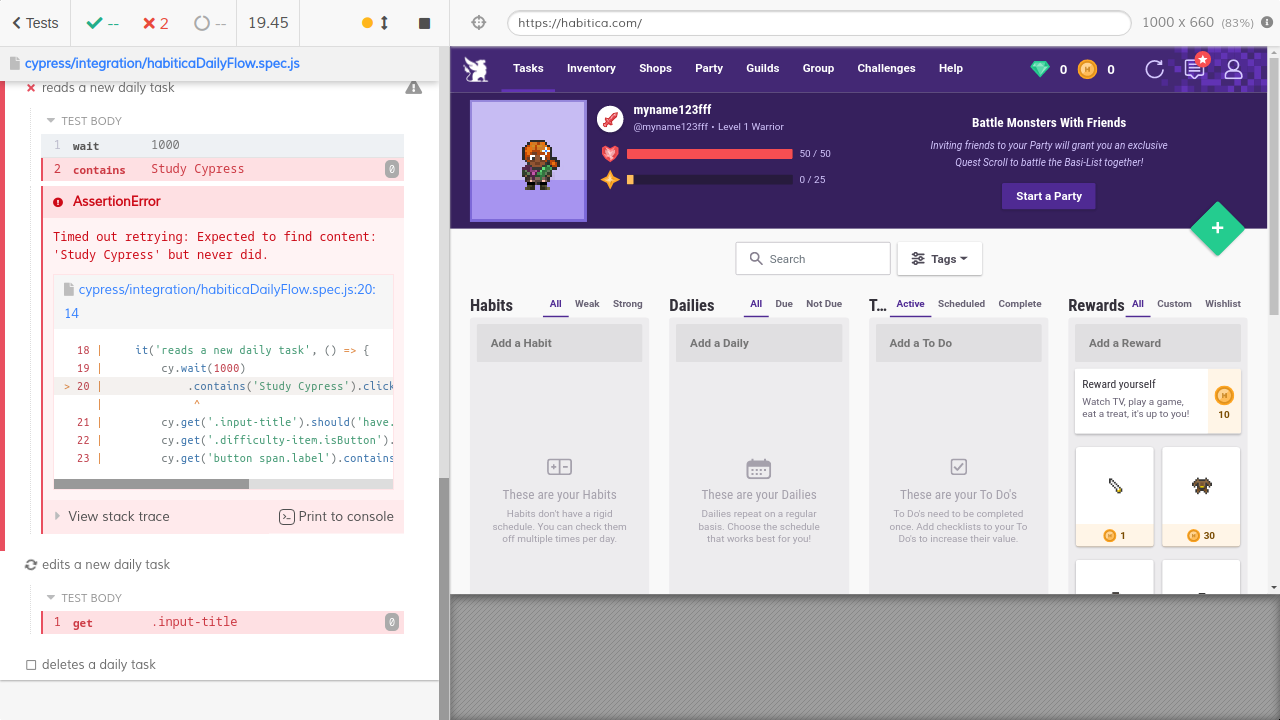 Tests
--
2
--
19.45
https://habitica.com/
1000 x 660 (83%)
cypress/integration/habiticaDailyFlow.spec.js
reads a new daily task
TEST BODY
1 wait 1000
2 contains Study Cypress 0
AssertionError
Timed out retrying: Expected to find content:
'Study Cypress' but never did.
cypress/integration/habiticaDailyFlow.spec.js:20:
14
18 | it('reads a new daily task', () => {
19 | cy.wait(1000)
> 20 | .contains('Study Cypress').click
| ^
21 | cy.get('.input-title').should('have.
22 | cy.get('.difficulty-item.isButton').
23 | cy.get('button span.label').contains
View stack trace
Print to console
edits a new daily task
TEST BODY
1 get .input-title 0
deletes a daily task
Tasks Inventory Shops Party Guilds Group Challenges Help
0 0
myname123fff
@myname123fff • Level 1 Warrior
50 / 50
0 / 25
Battle Monsters With Friends
Inviting friends to your Party will grant you an exclusive
Quest Scroll to battle the Basi-List together!
Start a Party
+
Search
Tags
Habits All Weak Strong
Add a Habit
These are your Habits
Habits don't have a rigid
schedule. You can check them
off multiple times per day.
Dailies All Due Not Due
Add a Daily
These are your Dailies
Dailies repeat on a regular
basis. Choose the schedule
that works best for you!
T... Active Scheduled Complete
Add a To Do
These are your To Do's
To Do's need to be completed
once. Add checklists to your To
Do's to increase their value.
Rewards All Custom Wishlist
Add a Reward
Reward yourself
Watch TV, play a game,
eat a treat, it's up to you!
10
1
30